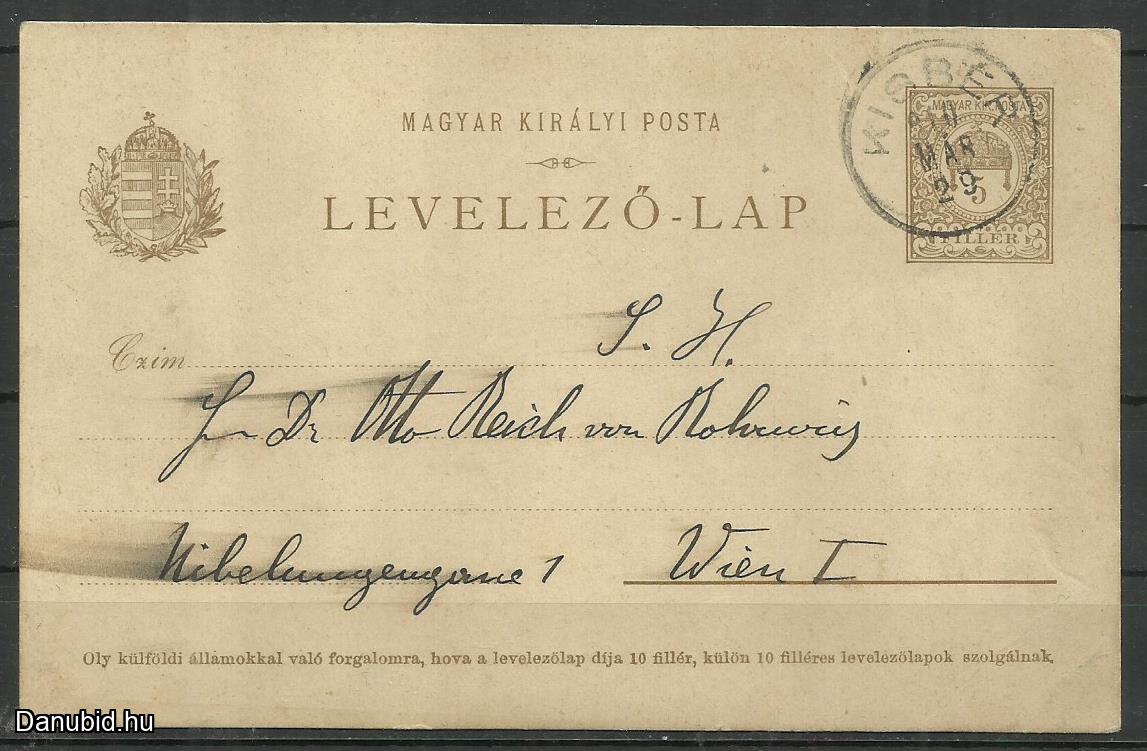 MAGYAR KIRÁLYI POSTA
LEVELEZŐ-LAP
KISBÉR
10 MAR 29
MAGYAR KIR. POSTA
5
FILLÉR
Czim
S. H.
Dr Otto Reich von Rohrwig
Nibelungengasse 1 Wien I
Oly külföldi államokkal való forgalomra, hova a levelezőlap díja 10 fillér, külön 10 filléres levelezőlapok szolgálnak.
Danubid.hu